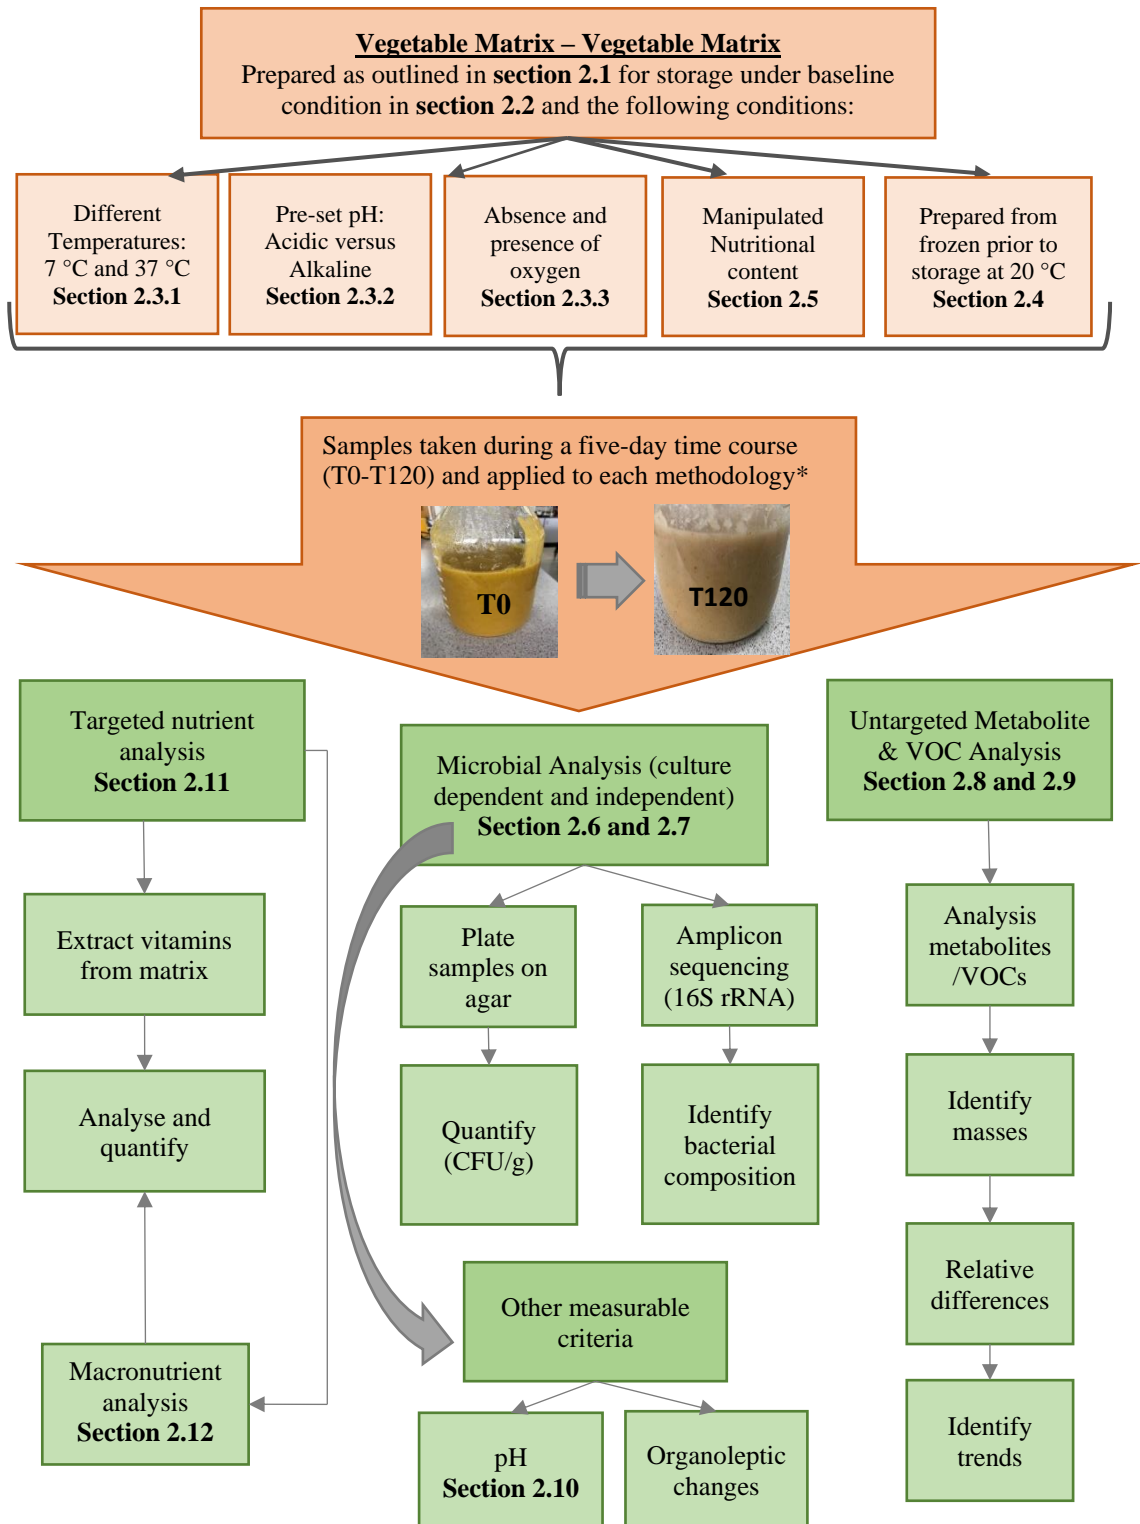 Vegetable Matrix – Vegetable Matrix
Prepared as outlined in section 2.1 for storage under baseline
condition in section 2.2 and the following conditions:
Different
Temperatures:
7 °C and 37 °C
Section 2.3.1
Pre-set pH:
Acidic versus
Alkaline
Section 2.3.2
Absence and
presence of
oxygen
Section 2.3.3
Manipulated
Nutritional
content
Section 2.5
Prepared from
frozen prior to
storage at 20 °C
Section 2.4
Samples taken during a five-day time course
(T0-T120) and applied to each methodology*
T0
T120
Targeted nutrient
analysis
Section 2.11
Extract vitamins
from matrix
Analyse and
quantify
Macronutrient
analysis
Section 2.12
Microbial Analysis (culture
dependent and independent)
Section 2.6 and 2.7
Plate
samples on
agar
Quantify
(CFU/g)
Amplicon
sequencing
(16S rRNA)
Identify
bacterial
composition
Other measurable
criteria
pH
Section 2.10
Organoleptic
changes
Untargeted Metabolite
& VOC Analysis
Section 2.8 and 2.9
Analysis
metabolites
/VOCs
Identify
masses
Relative
differences
Identify
trends